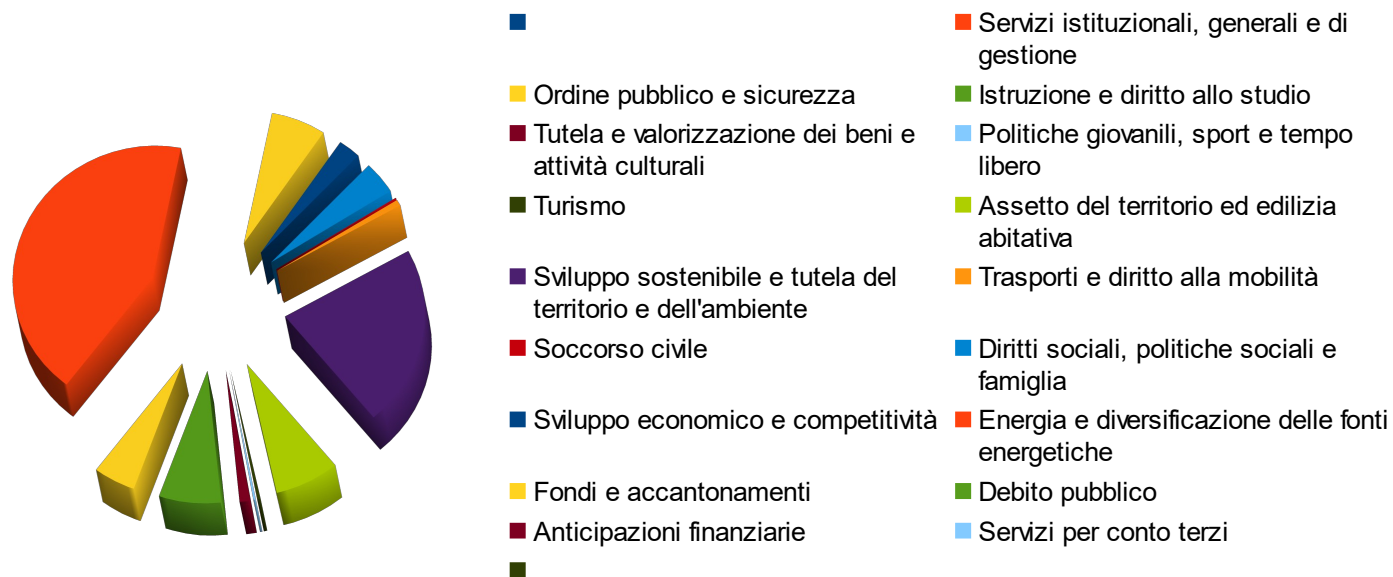 Servizi istituzionali, generali e di
gestione
Ordine pubblico e sicurezza
Istruzione e diritto allo studio
Tutela e valorizzazione dei beni e
attività culturali
Politiche giovanili, sport e tempo
libero
Turismo
Assetto del territorio ed edilizia
abitativa
Sviluppo sostenibile e tutela del
territorio e dell'ambiente
Trasporti e diritto alla mobilità
Soccorso civile
Diritti sociali, politiche sociali e
famiglia
Sviluppo economico e competitività
Energia e diversificazione delle fonti
energetiche
Fondi e accantonamenti
Debito pubblico
Anticipazioni finanziarie
Servizi per conto terzi